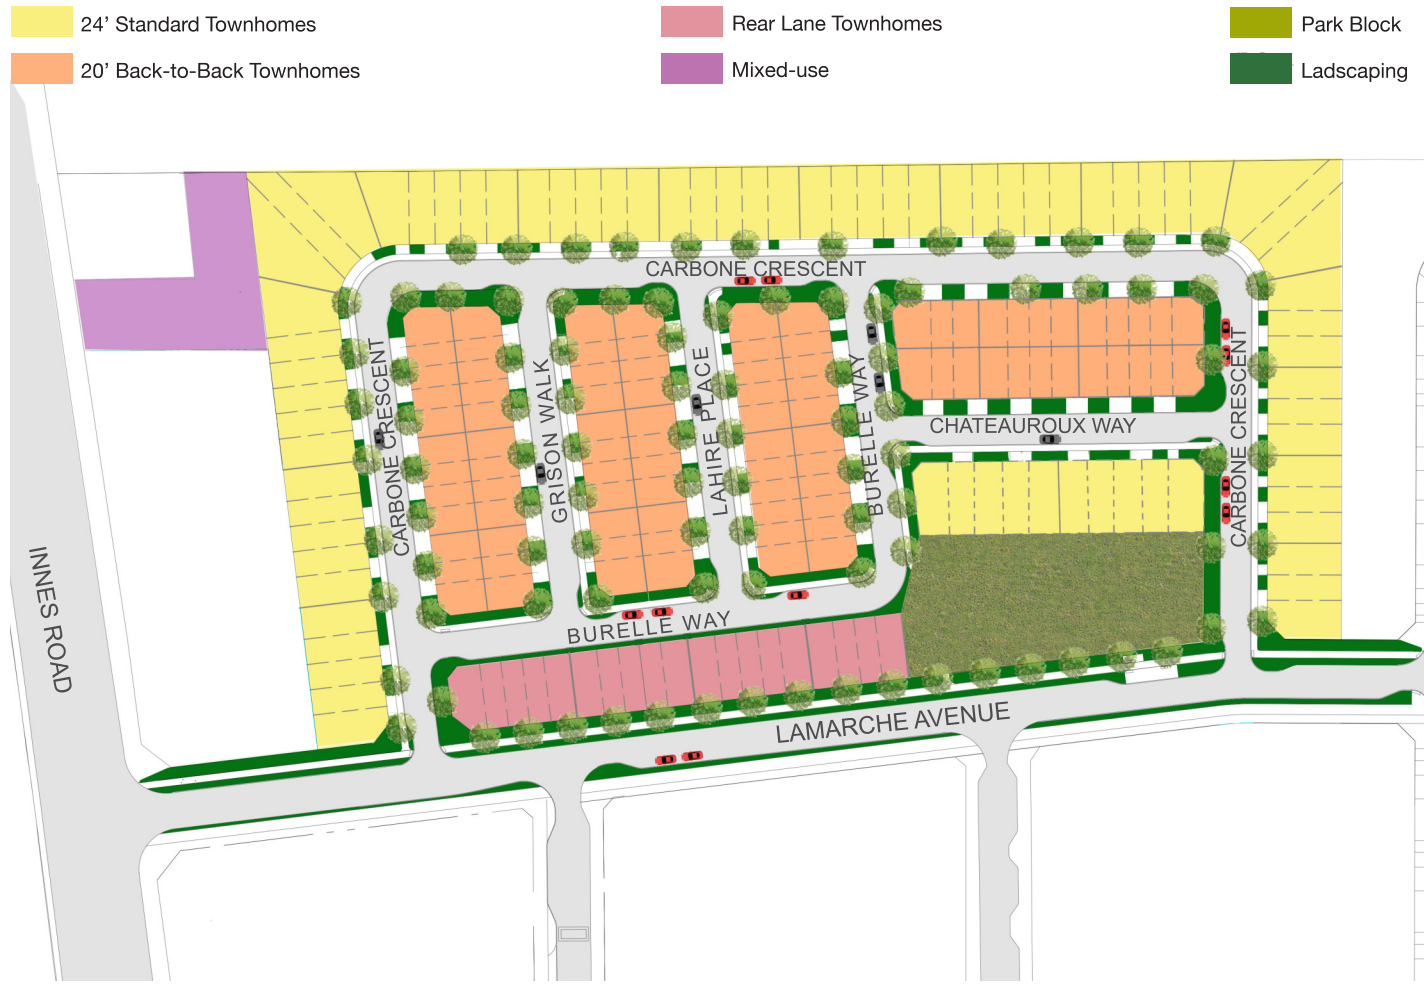 24’ Standard Townhomes
Rear Lane Townhomes
Park Block
20’ Back-to-Back Townhomes
Mixed-use
Ladscaping
CARBONE CRESCENT
CARBONE CRESCENT
GRISON WALK
LAHIRE PLACE
BURELLE WAY
CHATEAUROUX WAY
CARBONE CRESCENT
BURELLE WAY
INNES ROAD
LAMARCHE AVENUE